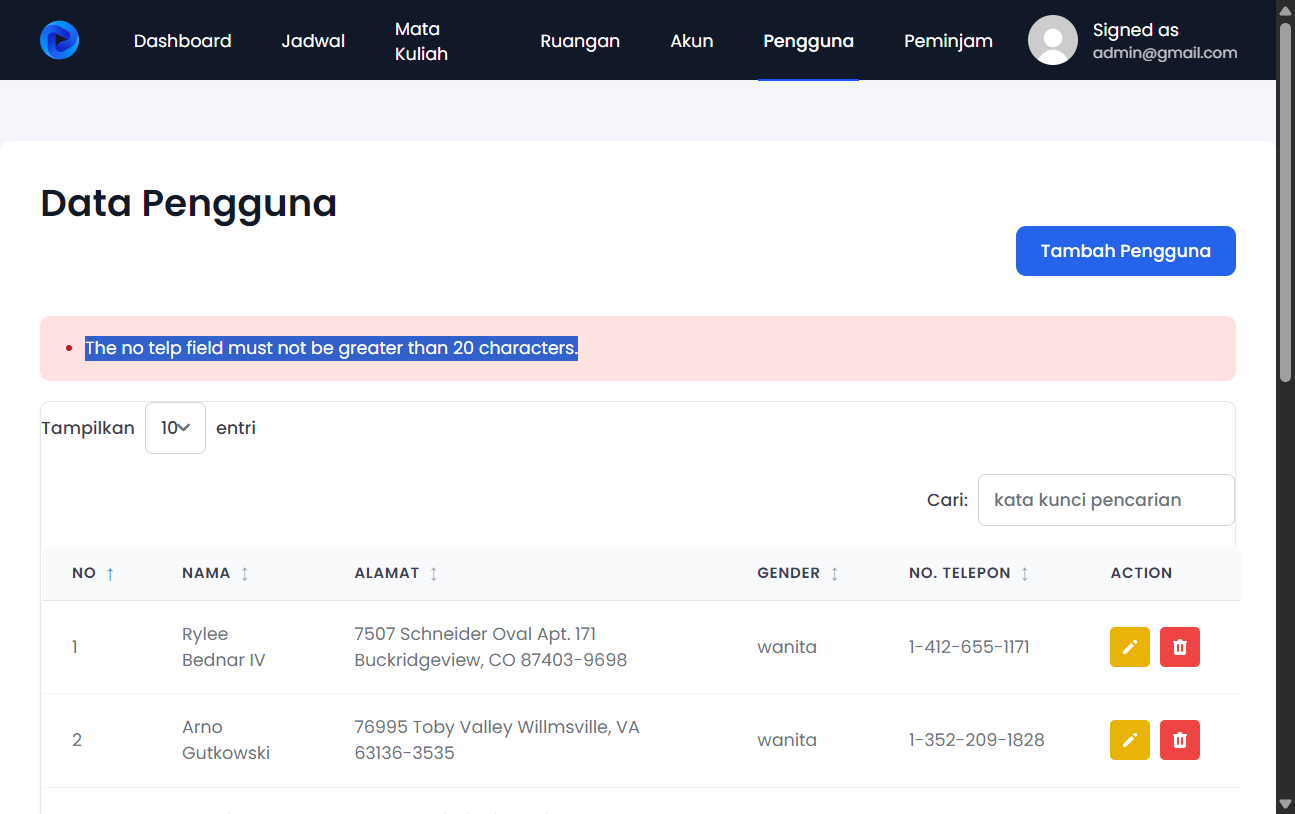 Dashboard
Jadwal
Mata
Kuliah
Ruangan
Akun
Pengguna
Peminjam
Signed as
admin@gmail.com
Data Pengguna
Tambah Pengguna
The no telp field must not be greater than 20 characters.
Tampilkan 10 entri
Cari: kata kunci pencarian
NO NAMA ALAMAT GENDER NO. TELEPON ACTION
1 Rylee Bednar IV 7507 Schneider Oval Apt. 171 Buckridgeview, CO 87403-9698 wanita 1-412-655-1171
2 Arno Gutkowski 76995 Toby Valley Willmsville, VA 63136-3535 wanita 1-352-209-1828